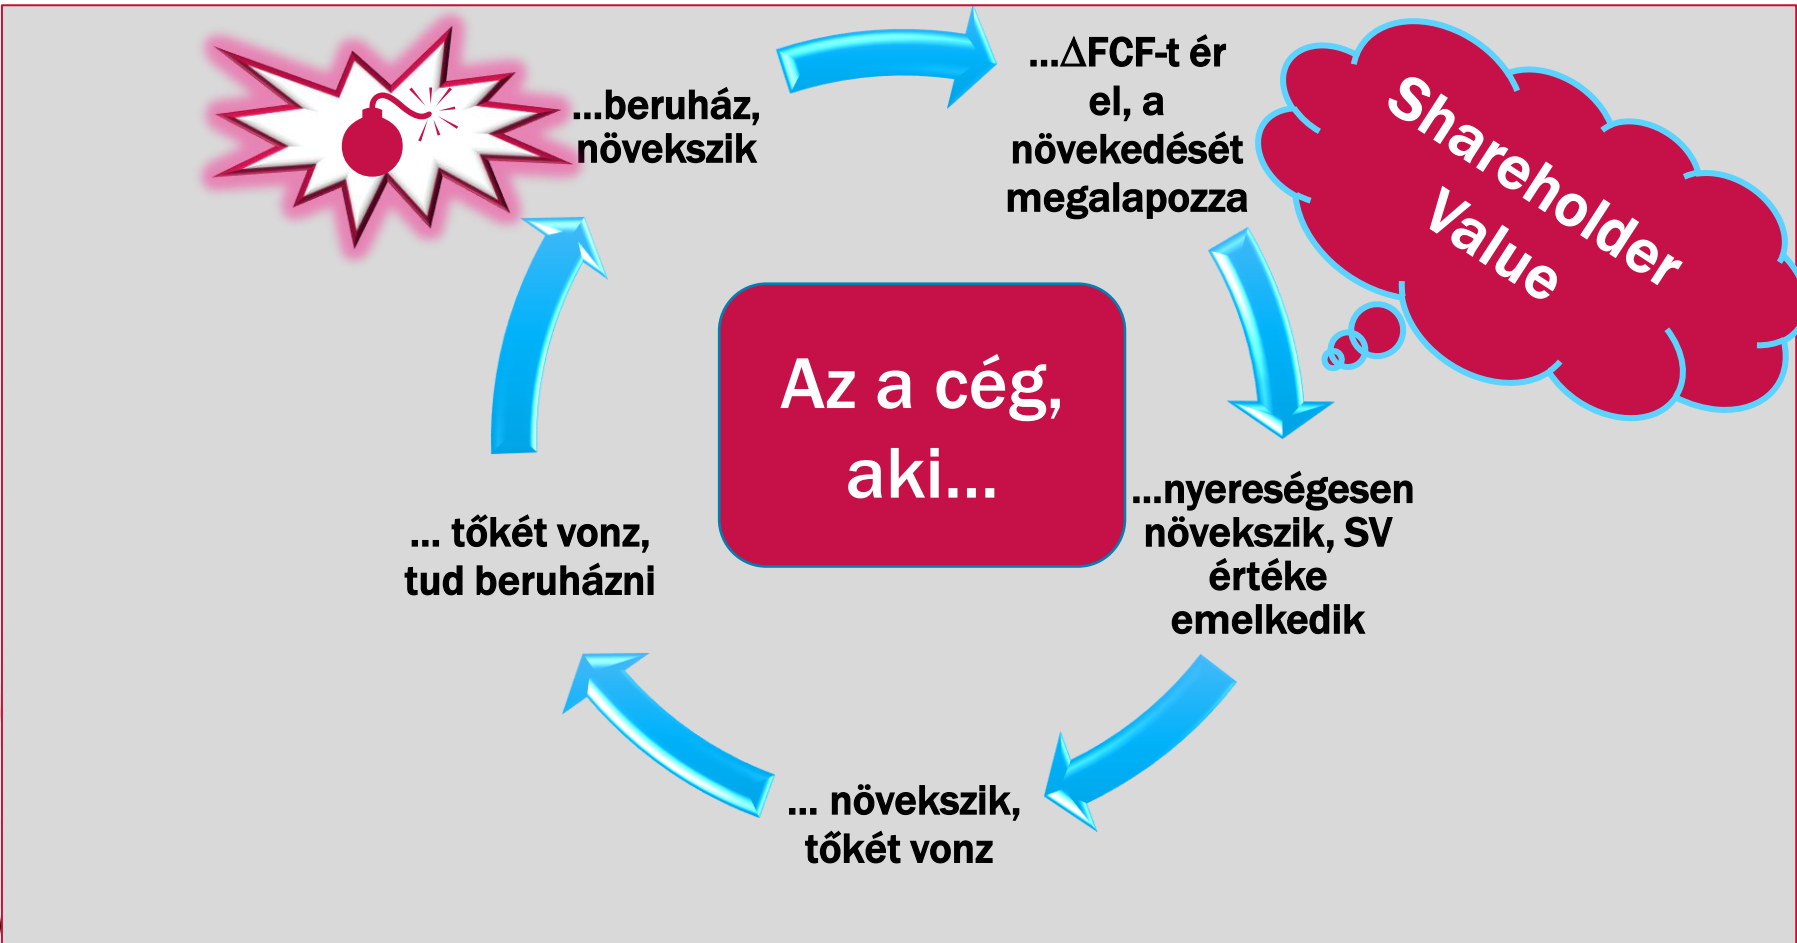 ...beruház,
növekszik
...ΔFCF-t ér
el, a
növekedését
megalapozza
Shareholder
Value
Az a cég,
aki...
...nyereségesen
növekszik, SV
értéke
emelkedik
... növekszik,
tőkét vonz
... tőkét vonz,
tud beruházni